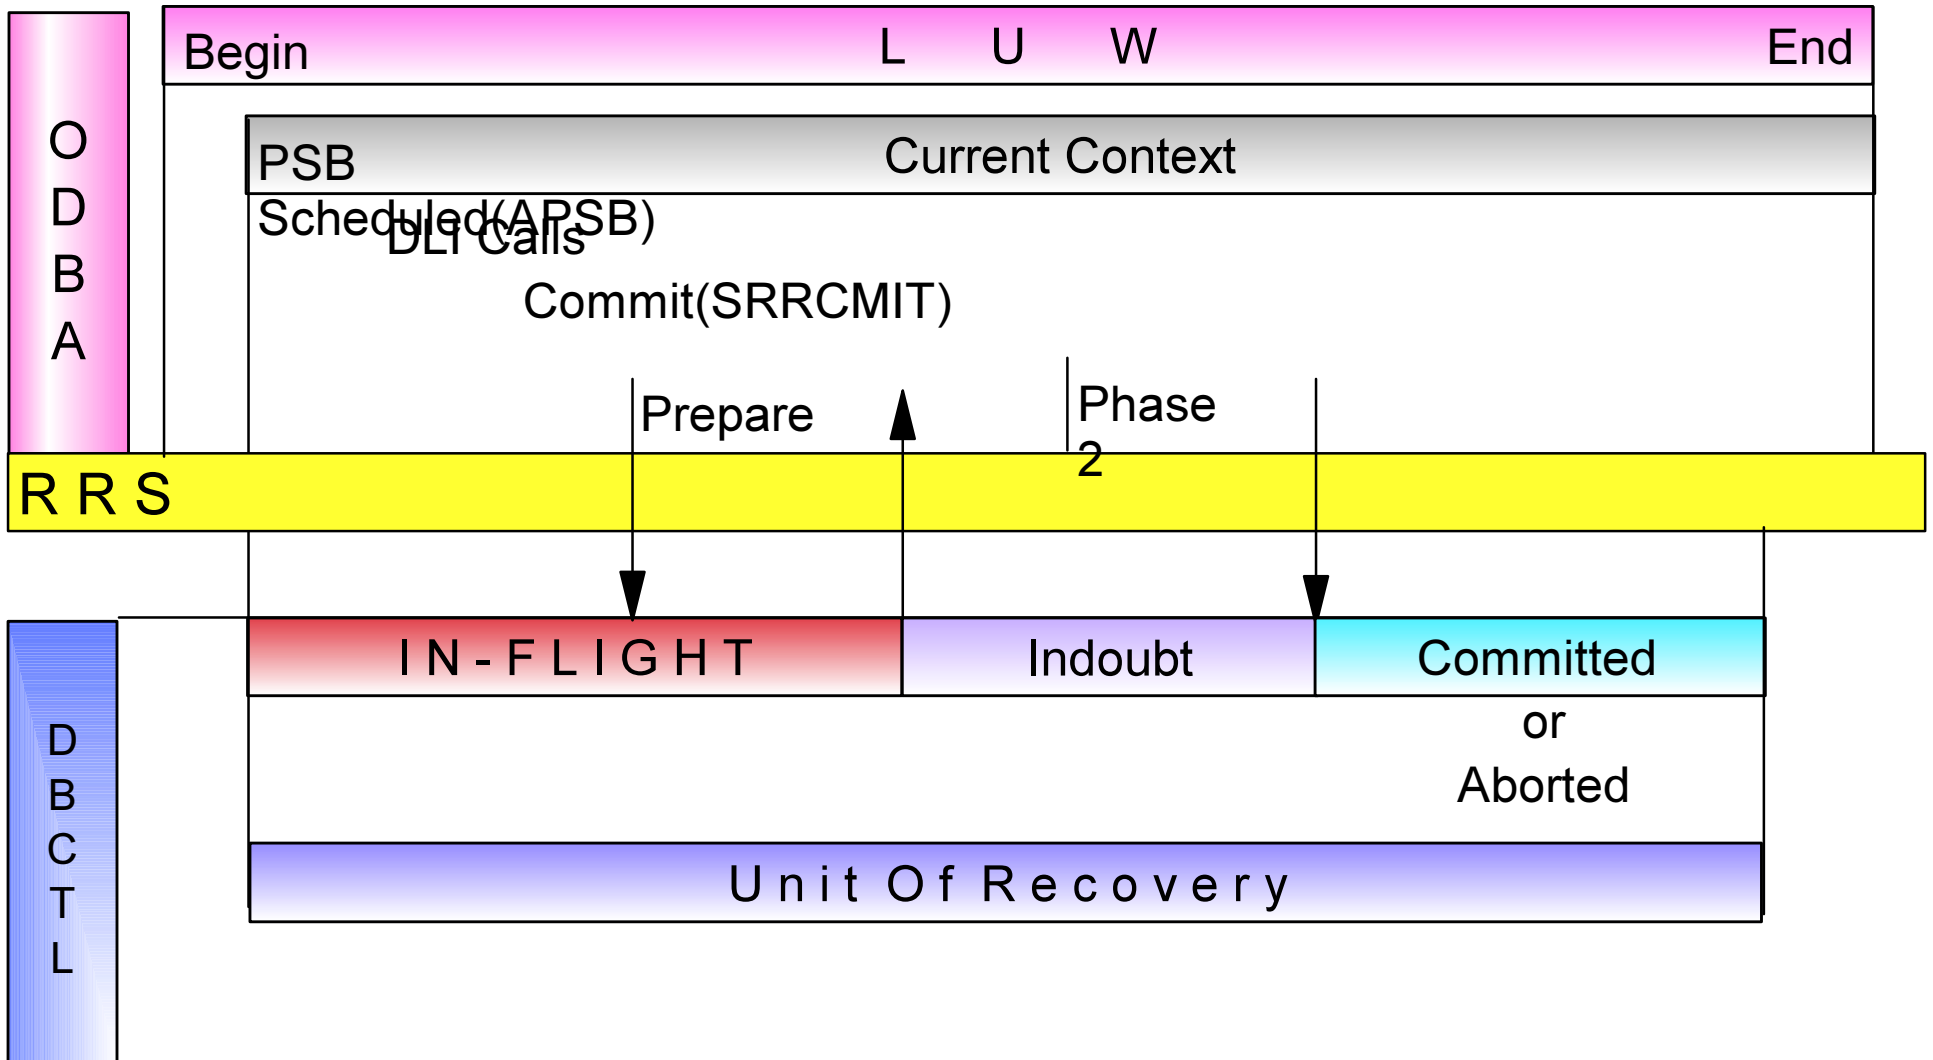 Begin L U W End
O
D
B
A
PSB
Scheduled(APSB)
Current Context
DLI Calls
Commit(SRRCMIT)
Prepare
Phase
2
R R S
I N - F L I G H T
Indoubt
Committed
or
Aborted
D
B
C
T
L
U n i t O f R e c o v e r y